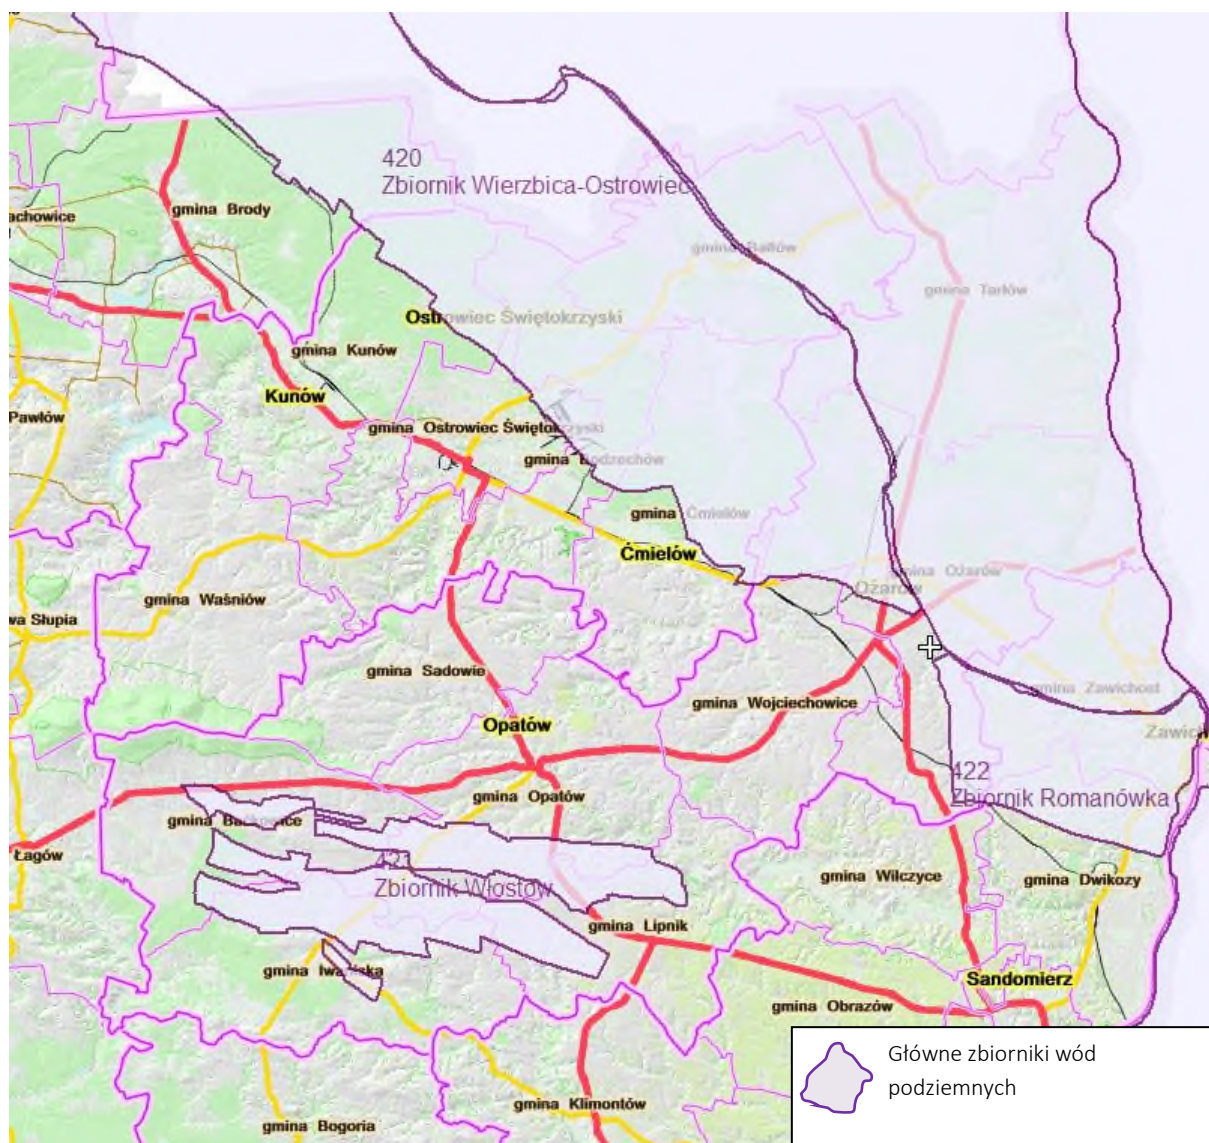 420
Zbiornik Wierzbica-Ostrowiec
gmina Brody
achowice
gmina Bałtów
gmina Tarłów
Ostrowiec Świętokrzyski
gmina Kunów
Kunów
Pawłów
gmina Ostrowiec Świętokrzyski
gmina Bodzechów
gmina Ćmielów
Ćmielów
gmina Ożarów
Ożarów
gmina Waśniów
wa Słupia
gmina Sadowie
gmina Zawichost
gmina Wojciechowice
Opatów
Zawich
422
Zbiornik Romanówka
gmina Opatów
gmina Baćkowice
Łagów
421
Zbiornik Włostów
gmina Wilczyce
gmina Dwikozy
gmina Lipnik
gmina Iwaniska
Sandomierz
gmina Obrazów
gmina Klimontów
gmina Bogoria
Główne zbiorniki wód
podziemnych